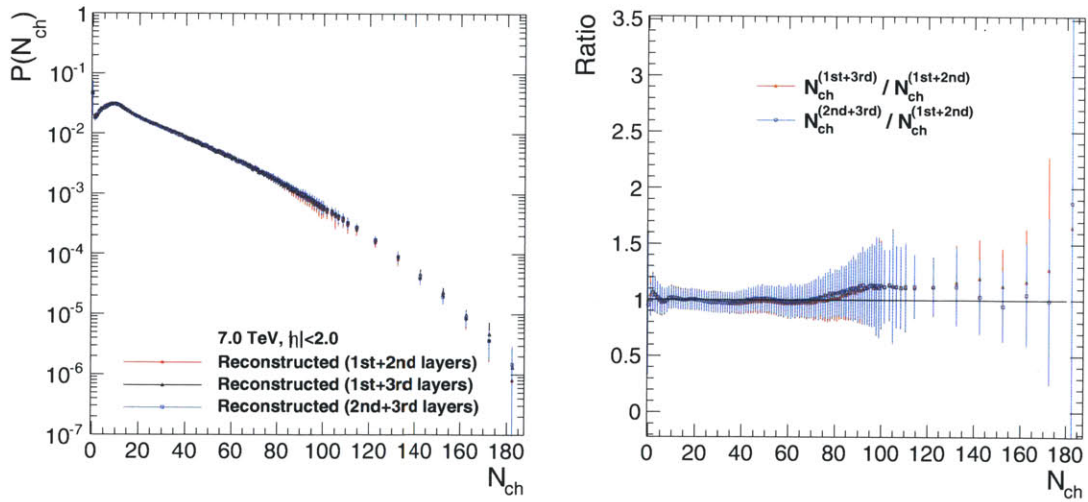 P(N_ch)
1
10^-1
10^-2
10^-3
10^-4
10^-5
10^-6
10^-7
7.0 TeV, |η|<2.0
Reconstructed (1st+2nd layers)
Reconstructed (1st+3rd layers)
Reconstructed (2nd+3rd layers)
0 20 40 60 80 100 120 140 160 180
N_ch
Ratio
3.5
3
2.5
2
1.5
1
0.5
0
N_ch^(1st+3rd) / N_ch^(1st+2nd)
N_ch^(2nd+3rd) / N_ch^(1st+2nd)
0 20 40 60 80 100 120 140 160 180
N_ch